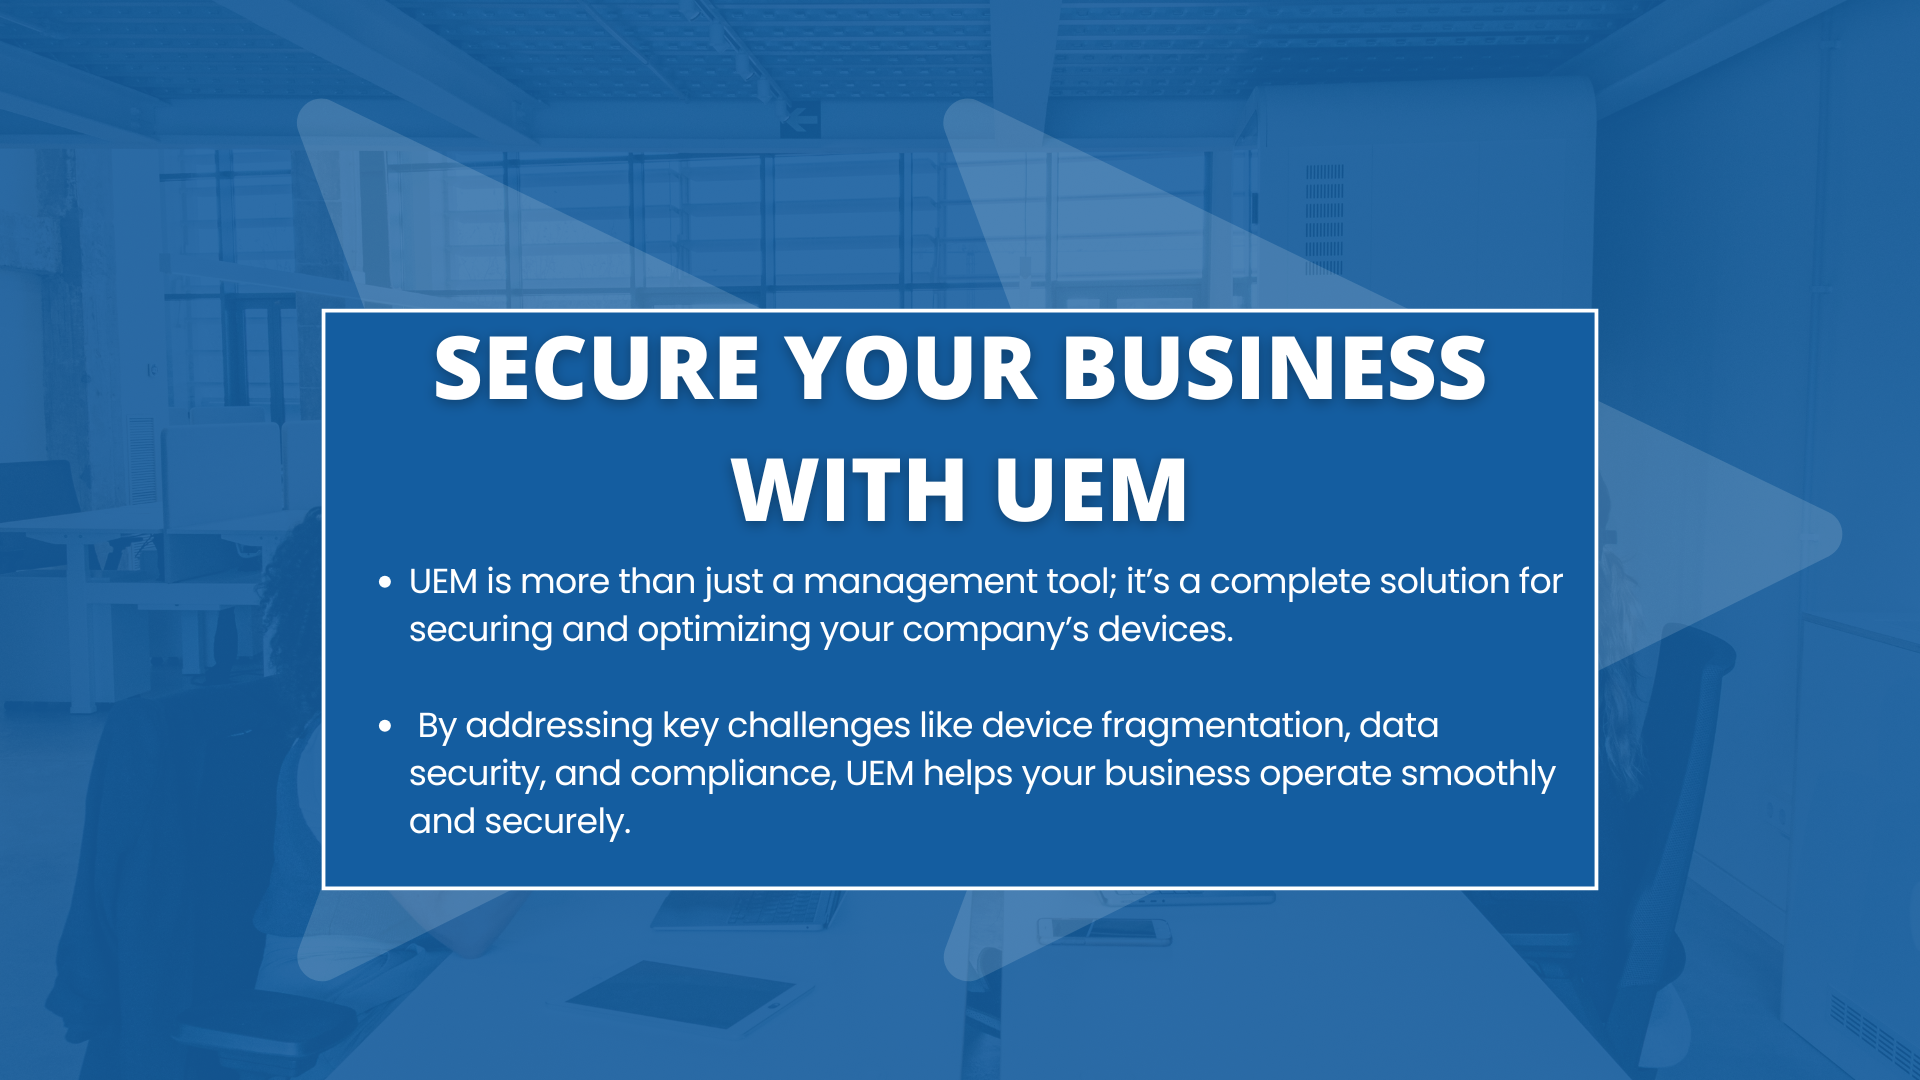 SECURE YOUR BUSINESS
WITH UEM
• UEM is more than just a management tool; it’s a complete solution for
securing and optimizing your company’s devices.
• By addressing key challenges like device fragmentation, data
security, and compliance, UEM helps your business operate smoothly
and securely.